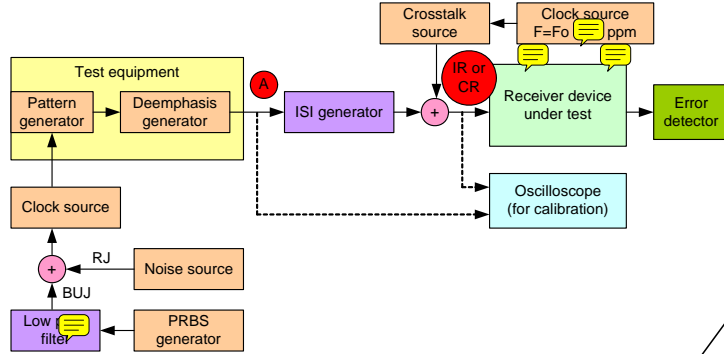 Crosstalk
source
Clock source
F=Fo ppm
Test equipment
Pattern
generator
Deemphasis
generator
A
ISI generator
+
IR or
CR
Receiver device
under test
Error
detector
Clock source
Oscilloscope
(for calibration)
+
RJ
Noise source
BUJ
Low
filter
PRBS
generator